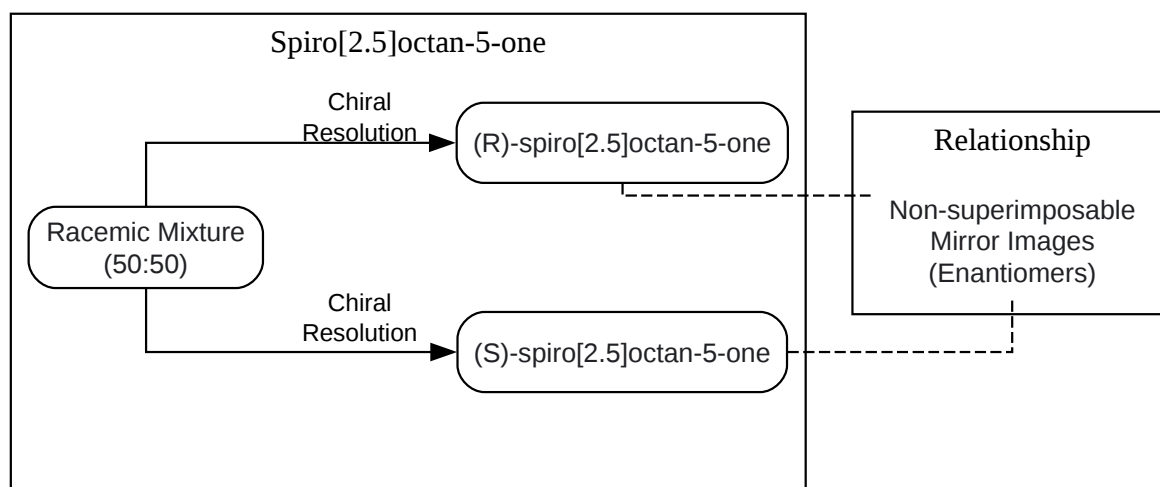 Spiro[2.5]octan-5-one
Chiral
Resolution
(R)-spiro[2.5]octan-5-one
Relationship
Racemic Mixture
(50:50)
Non-superimposable
Mirror Images
(Enantiomers)
Chiral
Resolution
(S)-spiro[2.5]octan-5-one